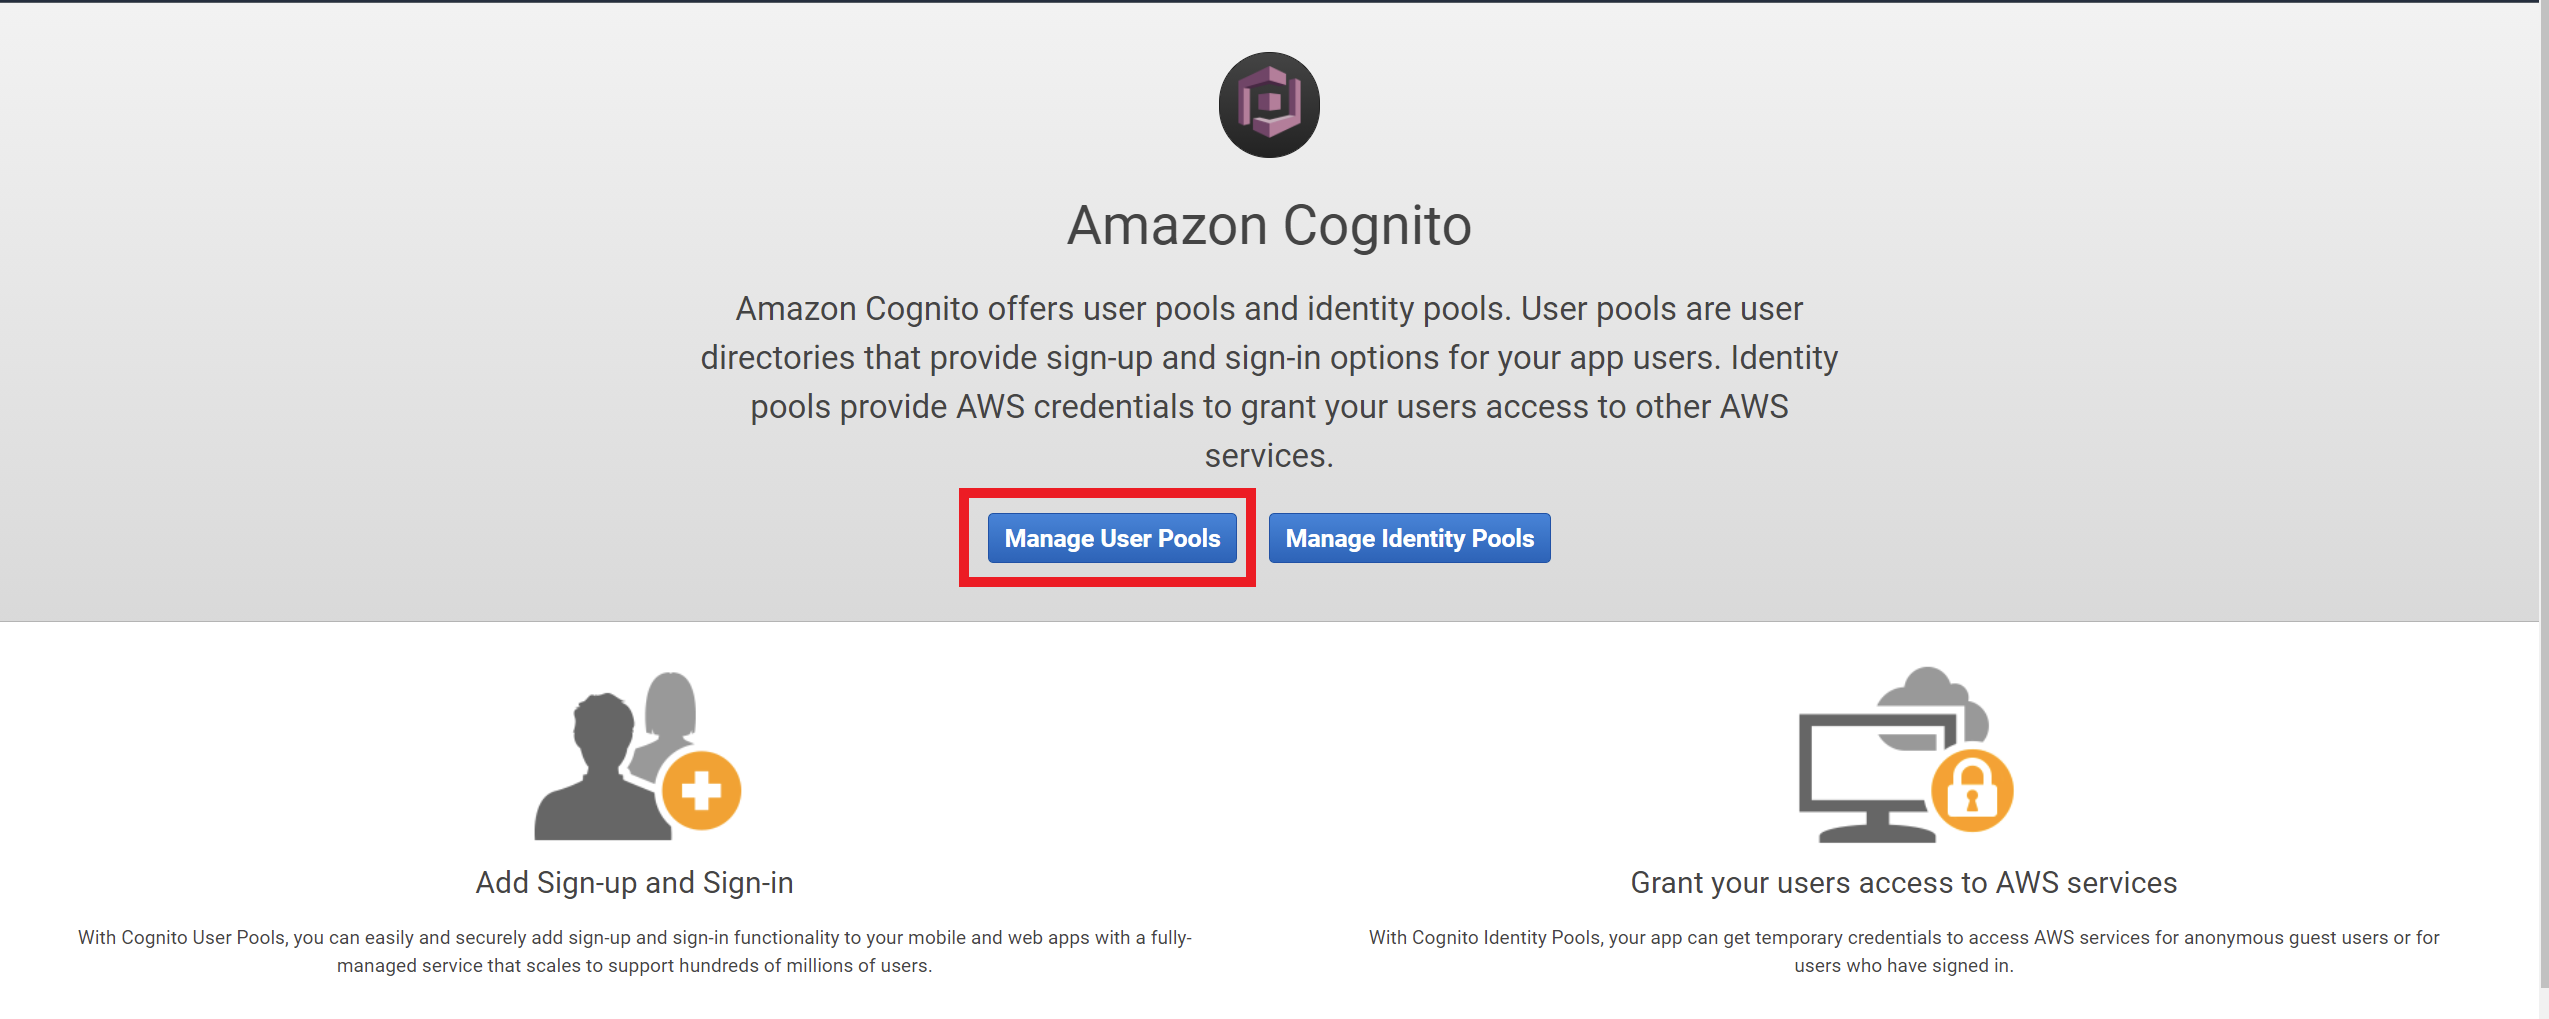 Amazon Cognito
Amazon Cognito offers user pools and identity pools. User pools are user
directories that provide sign-up and sign-in options for your app users. Identity
pools provide AWS credentials to grant your users access to other AWS
services.
Manage User Pools
Manage Identity Pools
Add Sign-up and Sign-in
With Cognito User Pools, you can easily and securely add sign-up and sign-in functionality to your mobile and web apps with a fully-
managed service that scales to support hundreds of millions of users.
Grant your users access to AWS services
With Cognito Identity Pools, your app can get temporary credentials to access AWS services for anonymous guest users or for
users who have signed in.